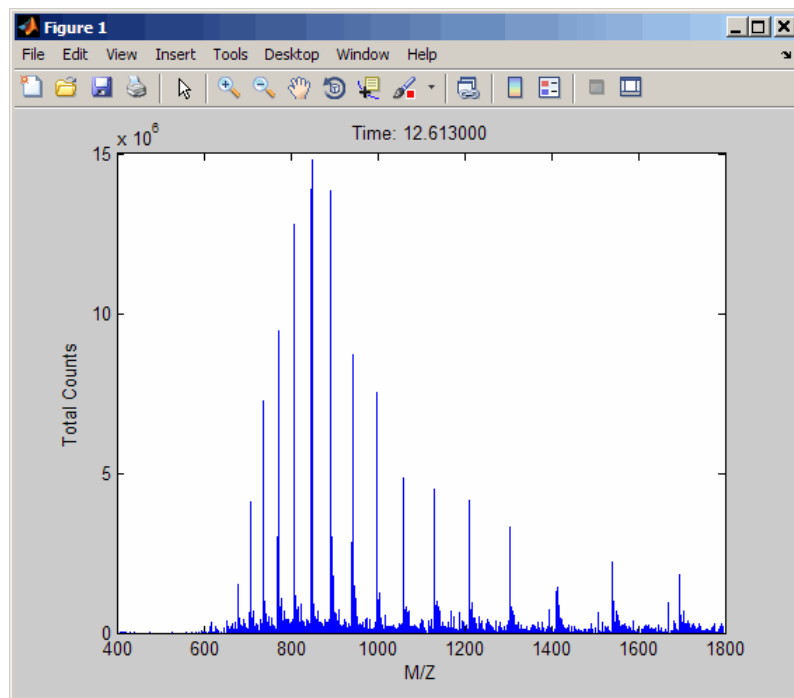 Figure 1
File Edit View Insert Tools Desktop Window Help
x 10^6
Time: 12.613000
15
10
5
0
Total Counts
400 600 800 1000 1200 1400 1600 1800
M/Z